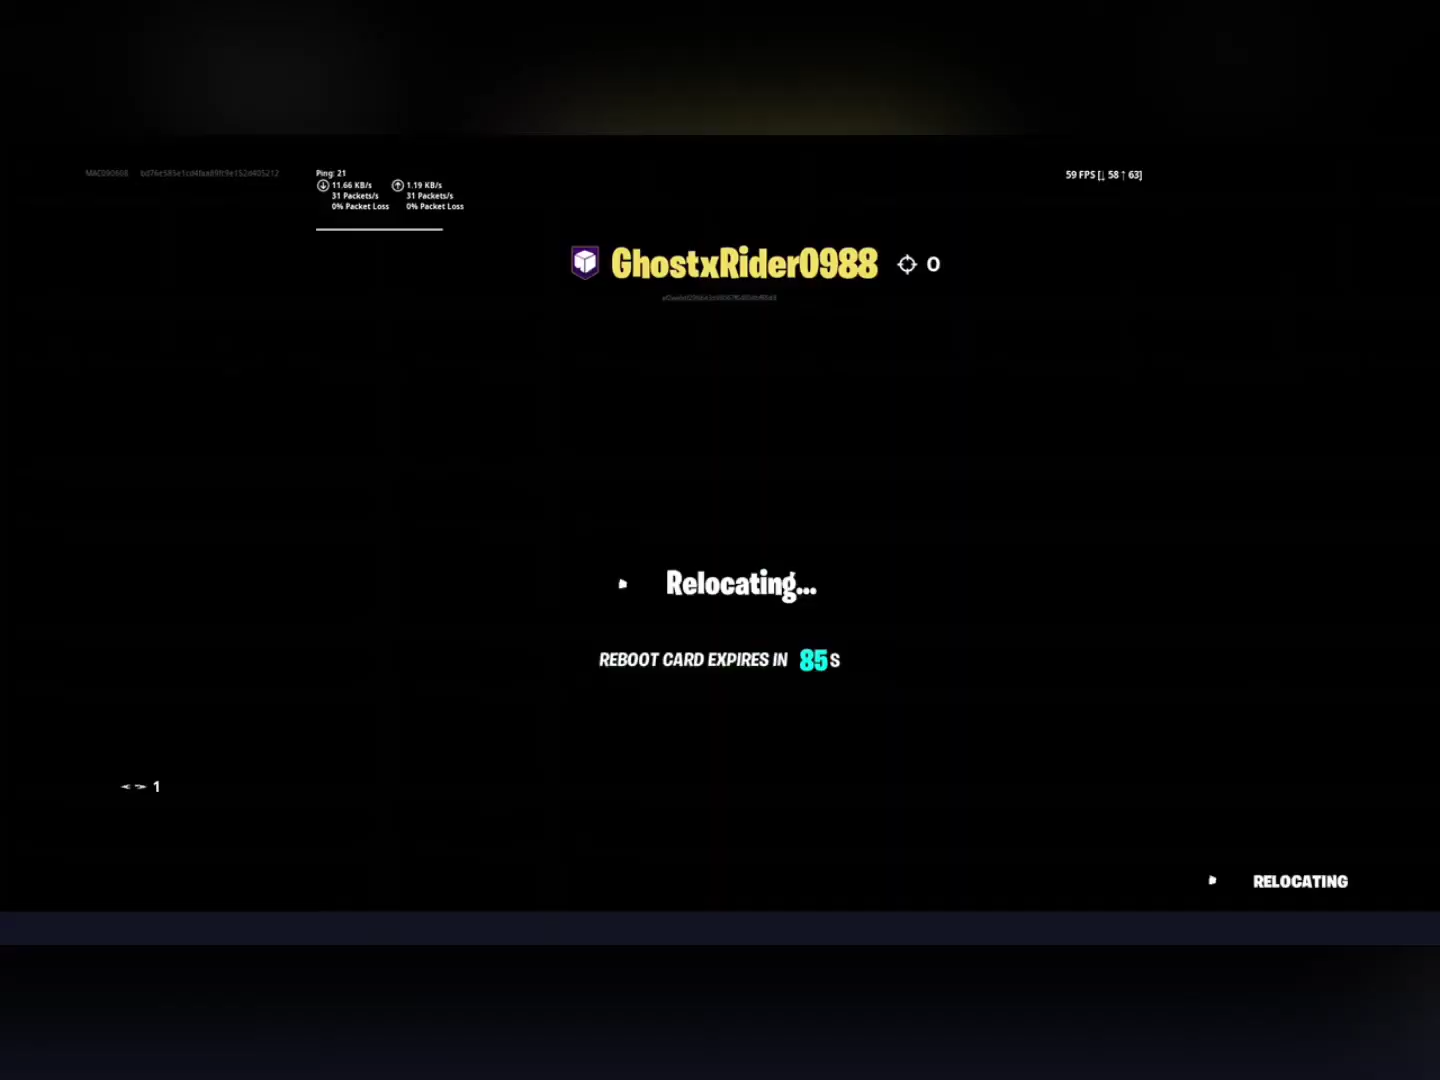 Ping: 21
11.66 KB/s 1.19 KB/s
31 Packets/s 31 Packets/s
0% Packet Loss 0% Packet Loss
59 FPS [↓ 58 ↑ 63]
GhostxRider0988 0
Relocating...
REBOOT CARD EXPIRES IN 85 S
1
RELOCATING